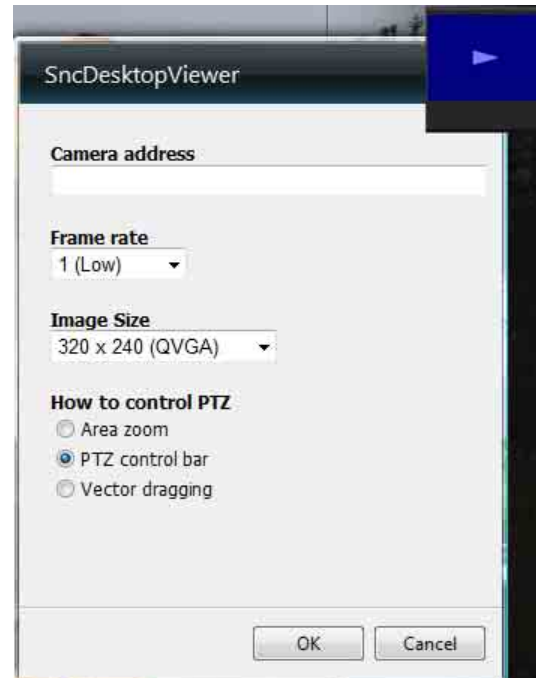 SncDesktopViewer
Camera address
Frame rate
1 (Low)
Image Size
320 x 240 (QVGA)
How to control PTZ
Area zoom
PTZ control bar
Vector dragging
OK
Cancel